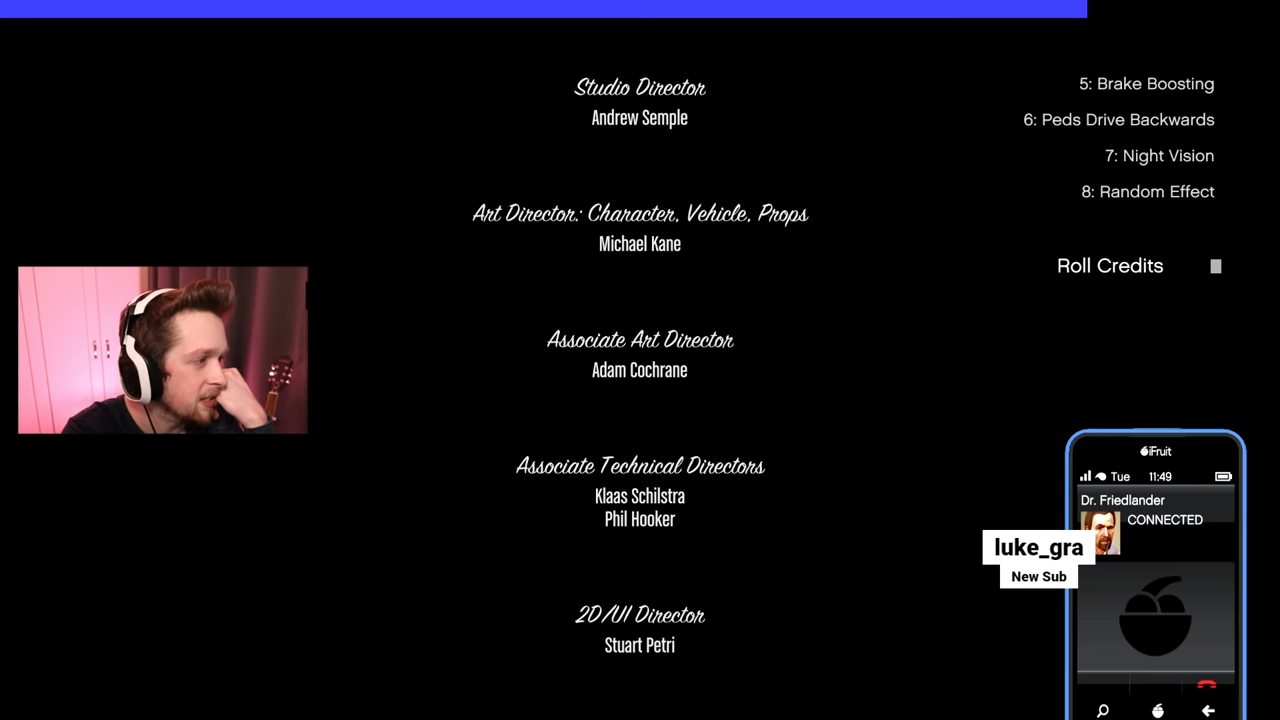 Studio Director
Andrew Semple
Art Director: Character, Vehicle, Props
Michael Kane
Associate Art Director
Adam Cochrane
Associate Technical Directors
Klaas Schilstra
Phil Hooker
2D/UI Director
Stuart Petri
5: Brake Boosting
6: Peds Drive Backwards
7: Night Vision
8: Random Effect
Roll Credits
iFruit
Tue 11:49
Dr. Friedlander
CONNECTED
luke_gra
New Sub